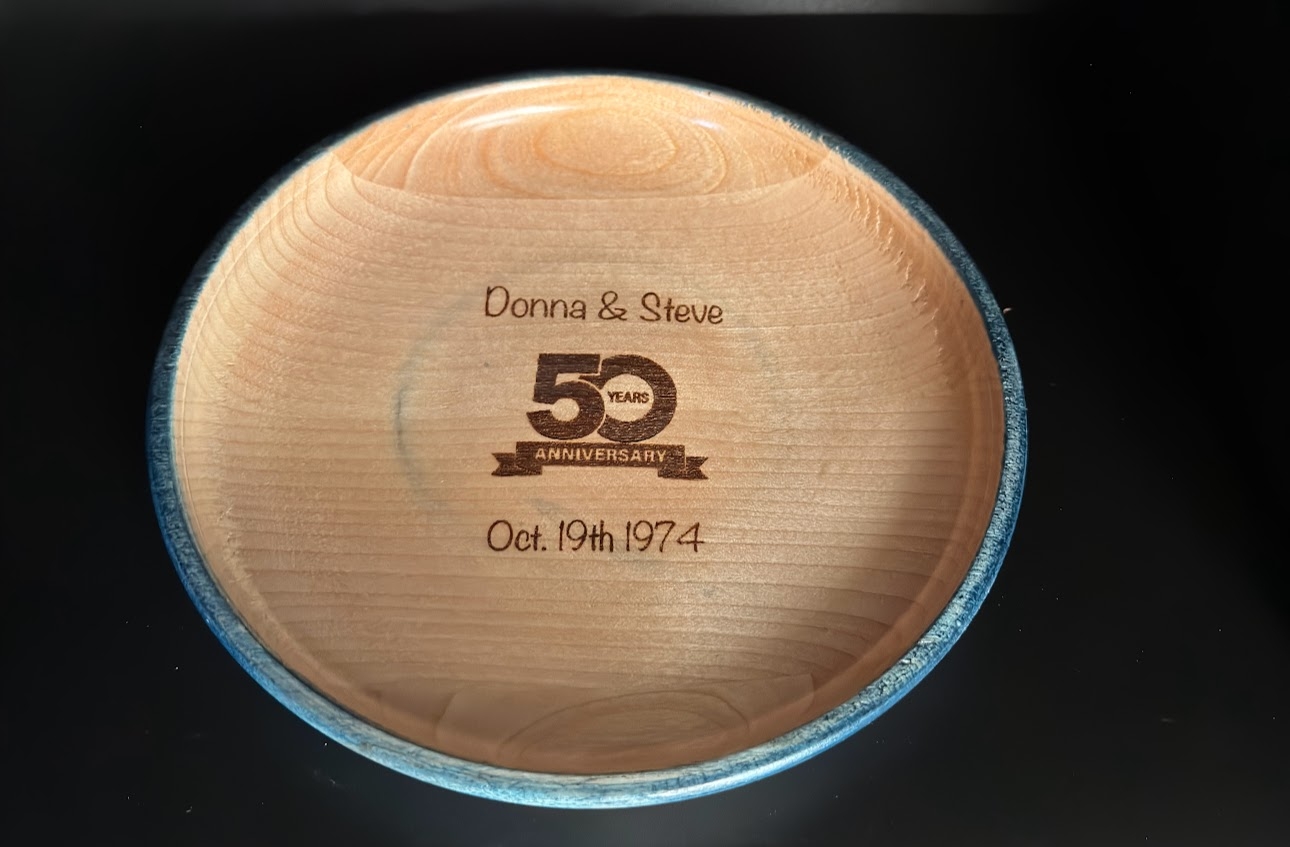 Donna & Steve
50
YEARS
ANNIVERSARY
Oct. 19th 1974